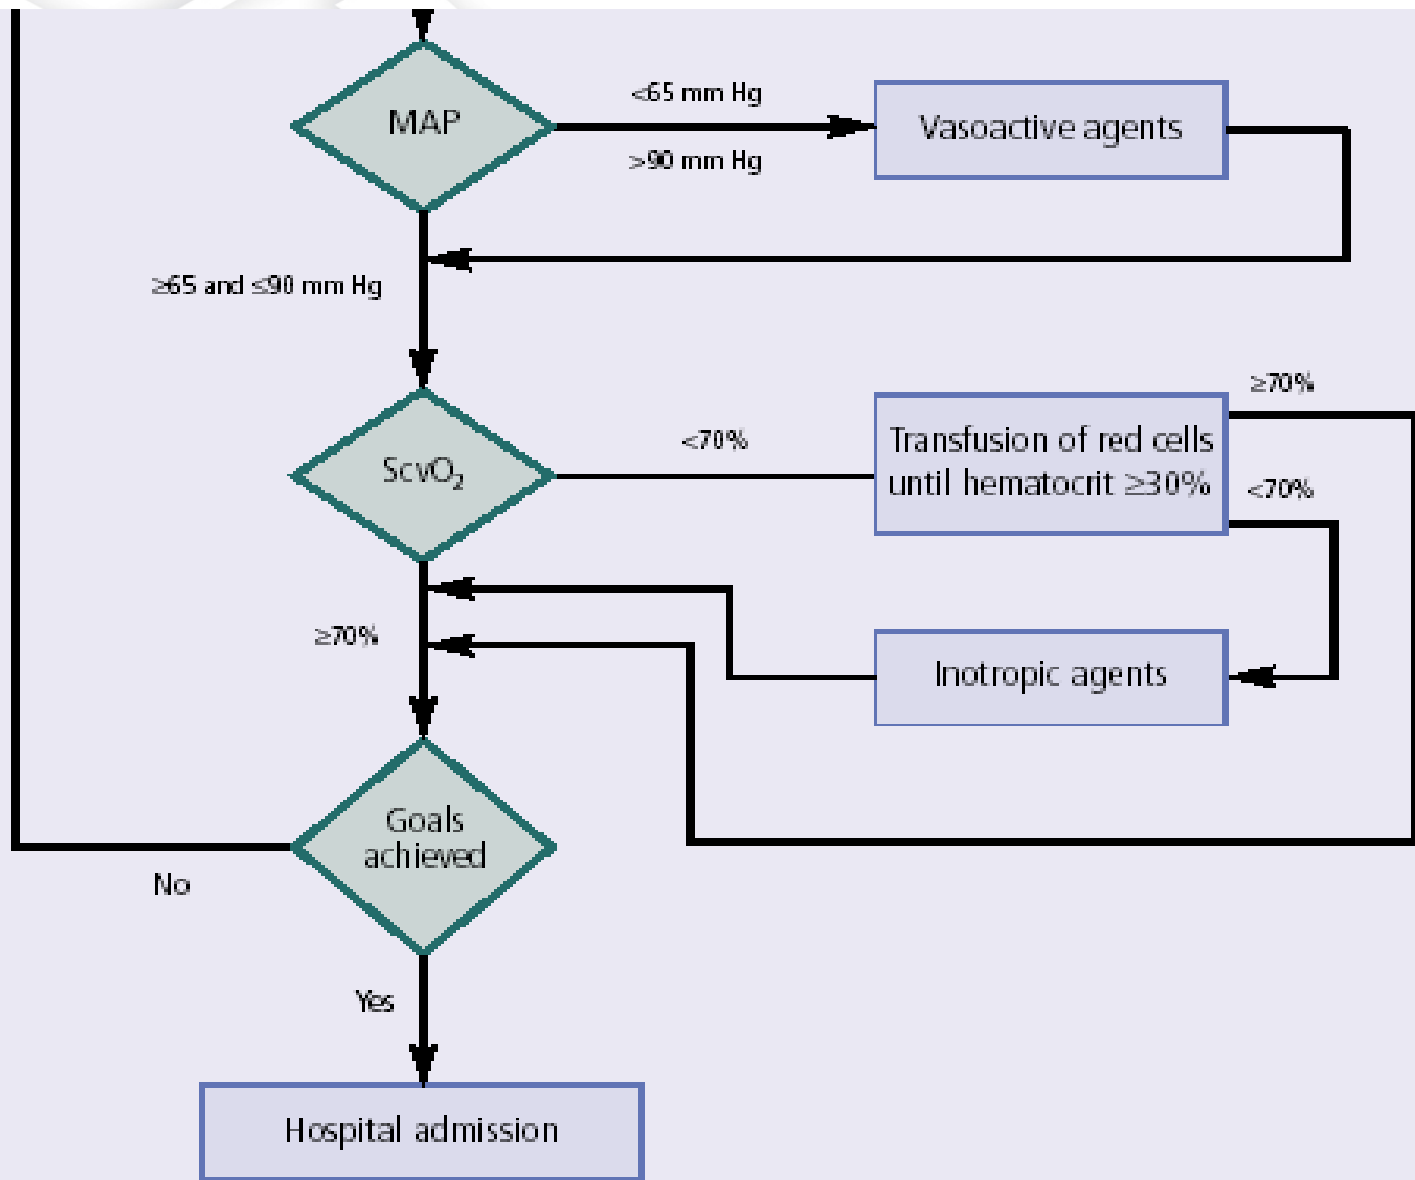 MAP
<65 mm Hg
>90 mm Hg
Vasoactive agents
≥65 and ≤90 mm Hg
ScvO₂
<70%
Transfusion of red cells
until hematocrit ≥30%
≥70%
<70%
≥70%
Inotropic agents
Goals
achieved
No
Yes
Hospital admission